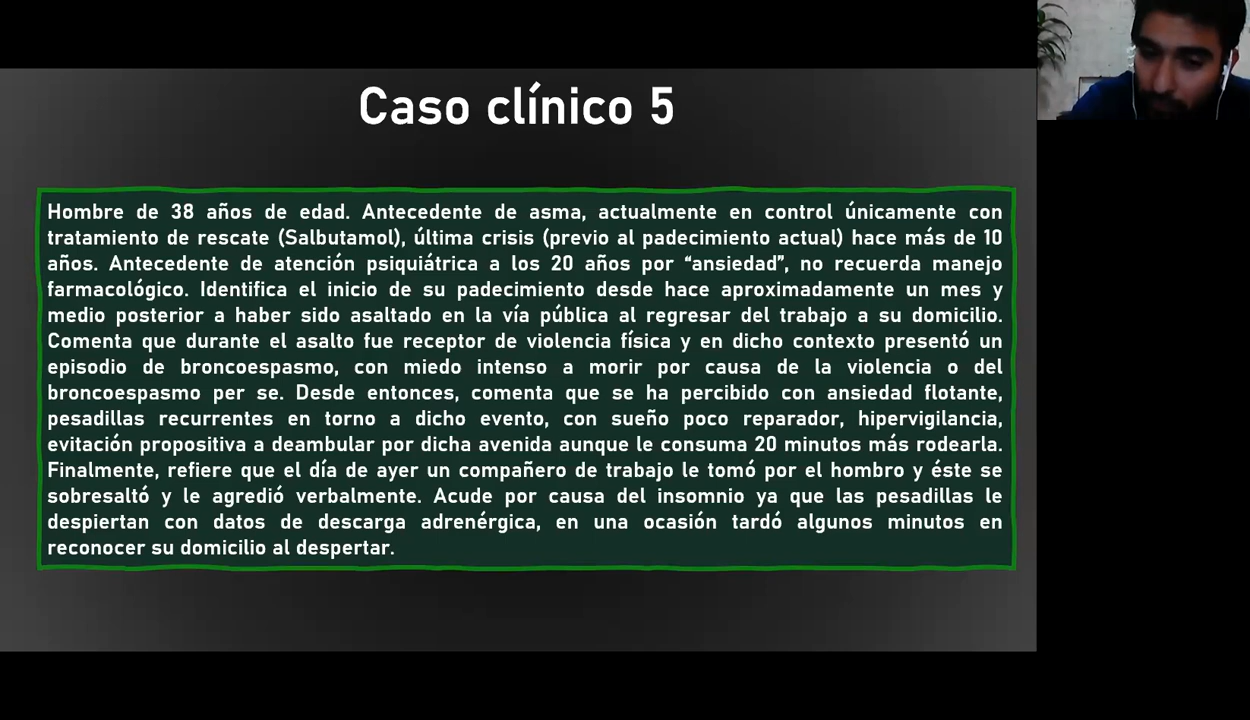 Caso clínico 5
Hombre de 38 años de edad. Antecedente de asma, actualmente en control únicamente con
tratamiento de rescate (Salbutamol), última crisis (previo al padecimiento actual) hace más de 10
años. Antecedente de atención psiquiátrica a los 20 años por “ansiedad”, no recuerda manejo
farmacológico. Identifica el inicio de su padecimiento desde hace aproximadamente un mes y
medio posterior a haber sido asaltado en la vía pública al regresar del trabajo a su domicilio.
Comenta que durante el asalto fue receptor de violencia física y en dicho contexto presentó un
episodio de broncoespasmo, con miedo intenso a morir por causa de la violencia o del
broncoespasmo per se. Desde entonces, comenta que se ha percibido con ansiedad flotante,
pesadillas recurrentes en torno a dicho evento, con sueño poco reparador, hipervigilancia,
evitación propositiva a deambular por dicha avenida aunque le consuma 20 minutos más rodearla.
Finalmente, refiere que el día de ayer un compañero de trabajo le tomó por el hombro y éste se
sobresaltó y le agredió verbalmente. Acude por causa del insomnio ya que las pesadillas le
despiertan con datos de descarga adrenérgica, en una ocasión tardó algunos minutos en
reconocer su domicilio al despertar.